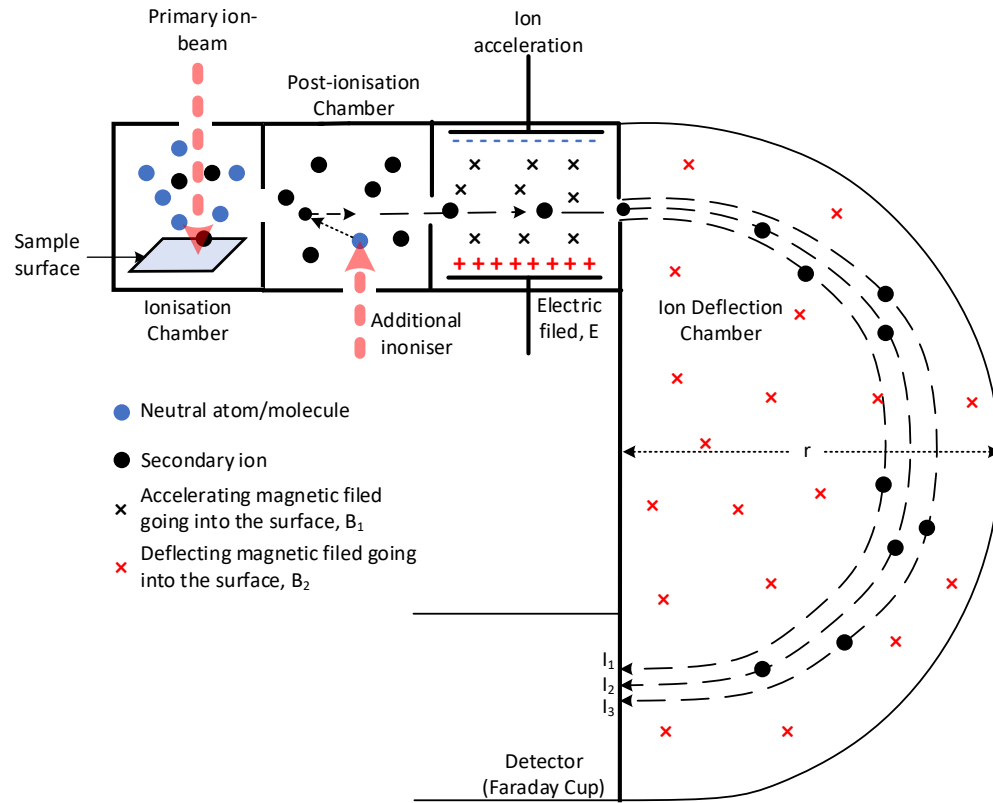 Primary ion-
beam
Ion
acceleration
Post-ionisation
Chamber
Sample
surface
Ionisation
Chamber
Additional
inoniser
Electric
filed, E
Ion Deflection
Chamber
Neutral atom/molecule
Secondary ion
Accelerating magnetic filed
going into the surface, B₁
Deflecting magnetic filed going
into the surface, B₂
r
I₁
I₂
I₃
Detector
(Faraday Cup)